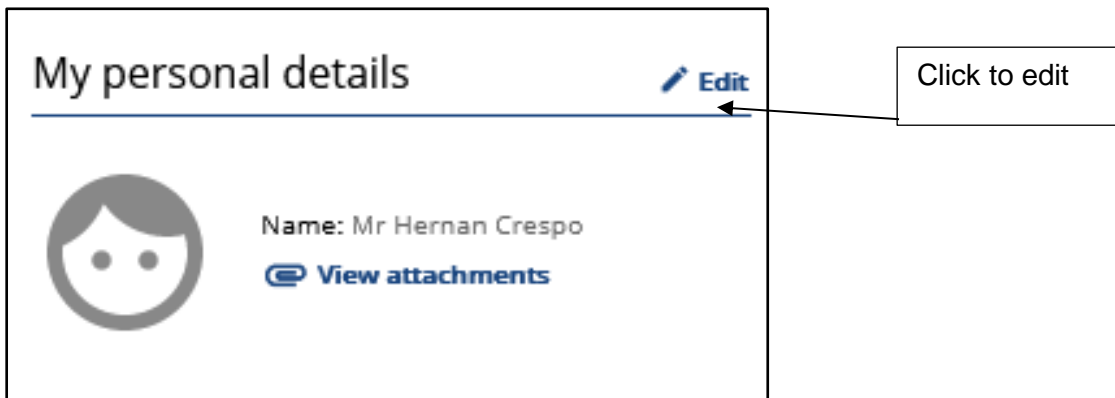 My personal details
Edit
Click to edit
Name: Mr Hernan Crespo
View attachments